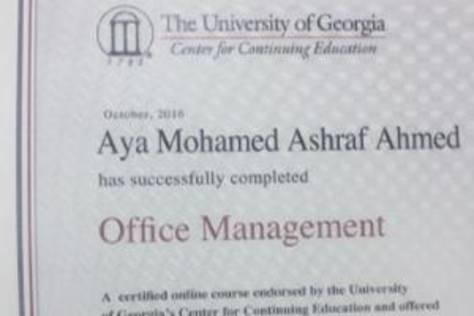 The University of Georgia
Center for Continuing Education
1785
October, 2016
Aya Mohamed Ashraf Ahmed
has successfully completed
Office Management
A certified online course endorsed by the University
of Georgia's Center for Continuing Education and offered